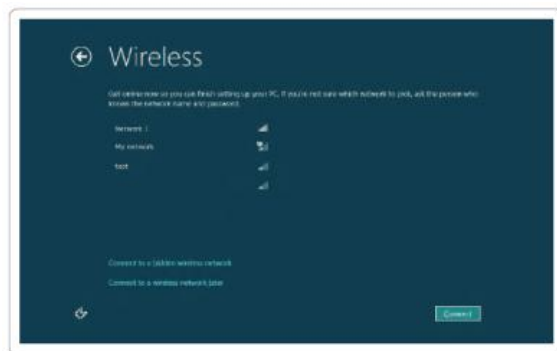 Wireless
Get online now so you can finish setting up your PC. If you're not sure which network to pick, ask the person who
knows the network name and password.
Network 1
My network
test
Connect to a hidden wireless network
Connect to a wireless network later
Connect